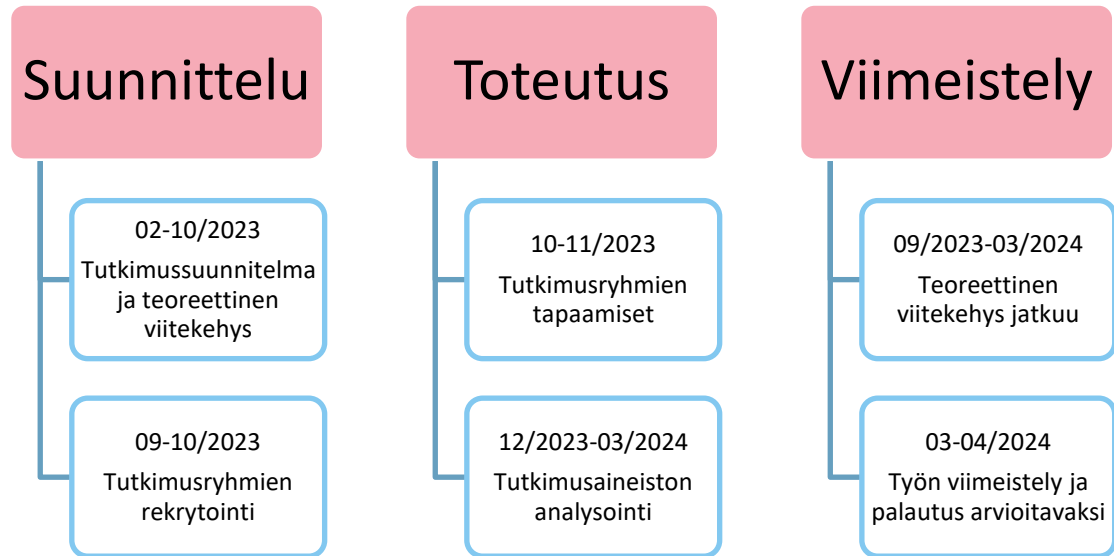 Suunnittelu
02-10/2023
Tutkimussuunnitelma
ja teoreettinen
viitekehys
09-10/2023
Tutkimusryhmien
rekrytointi
Toteutus
10-11/2023
Tutkimusryhmien
tapaamiset
12/2023-03/2024
Tutkimusaineiston
analysointi
Viimeistely
09/2023-03/2024
Teoreettinen
viitekehys jatkuu
03-04/2024
Työn viimeistely ja
palautus arvioitavaksi